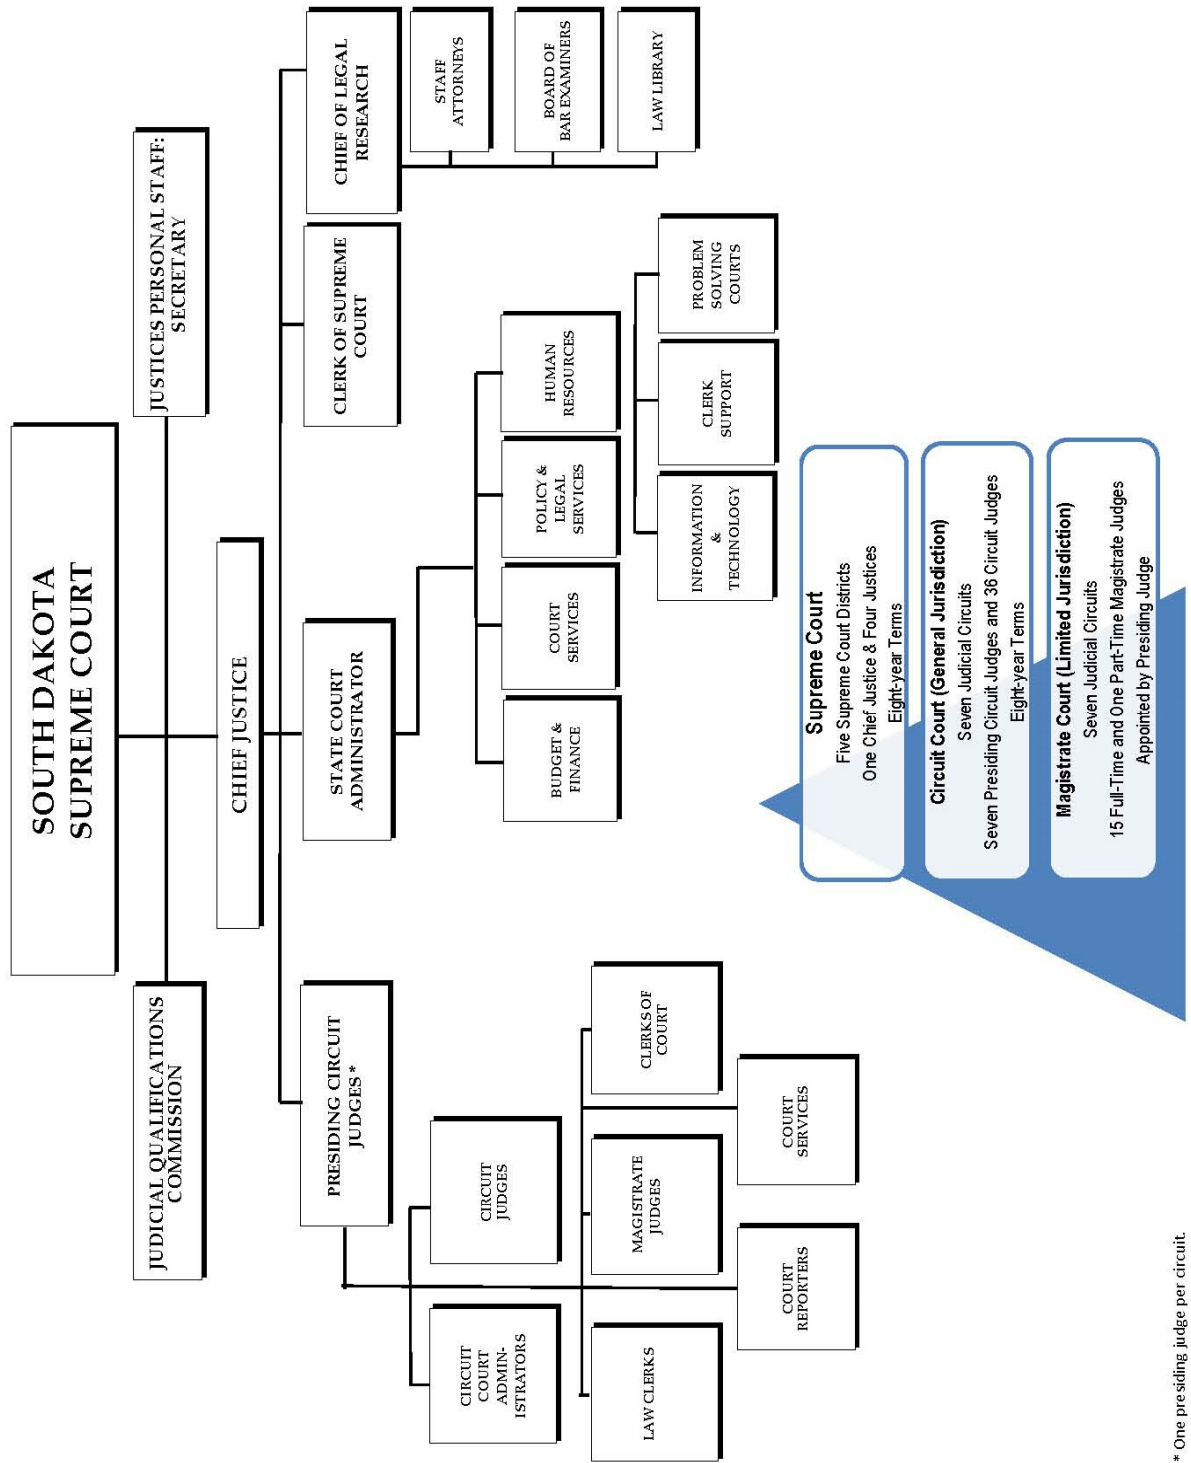 SOUTH DAKOTA
SUPREME COURT
JUDICIAL QUALIFICATIONS
COMMISSION
JUSTICES PERSONAL STAFF:
SECRETARY
CHIEF JUSTICE
PRESIDING CIRCUIT
JUDGES *
STATE COURT
ADMINISTRATOR
CLERK OF SUPREME
COURT
CHIEF OF LEGAL
RESEARCH
CIRCUIT
COURT
ADMIN-
ISTRATORS
CIRCUIT
JUDGES
LAW CLERKS
MAGISTRATE
JUDGES
CLERKS OF
COURT
COURT
REPORTERS
COURT
SERVICES
BUDGET &
FINANCE
COURT
SERVICES
POLICY &
LEGAL
SERVICES
HUMAN
RESOURCES
INFORMATION
&
TECHNOLOGY
CLERK
SUPPORT
PROBLEM
SOLVING
COURTS
STAFF
ATTORNEYS
BOARD OF
BAR EXAMINERS
LAW LIBRARY
Supreme Court
Five Supreme Court Districts
One Chief Justice & Four Justices
Eight-year Terms
Circuit Court (General Jurisdiction)
Seven Judicial Circuits
Seven Presiding Circuit Judges and 36 Circuit Judges
Eight-year Terms
Magistrate Court (Limited Jurisdiction)
Seven Judicial Circuits
15 Full-Time and One Part-Time Magistrate Judges
Appointed by Presiding Judge
* One presiding judge per circuit.